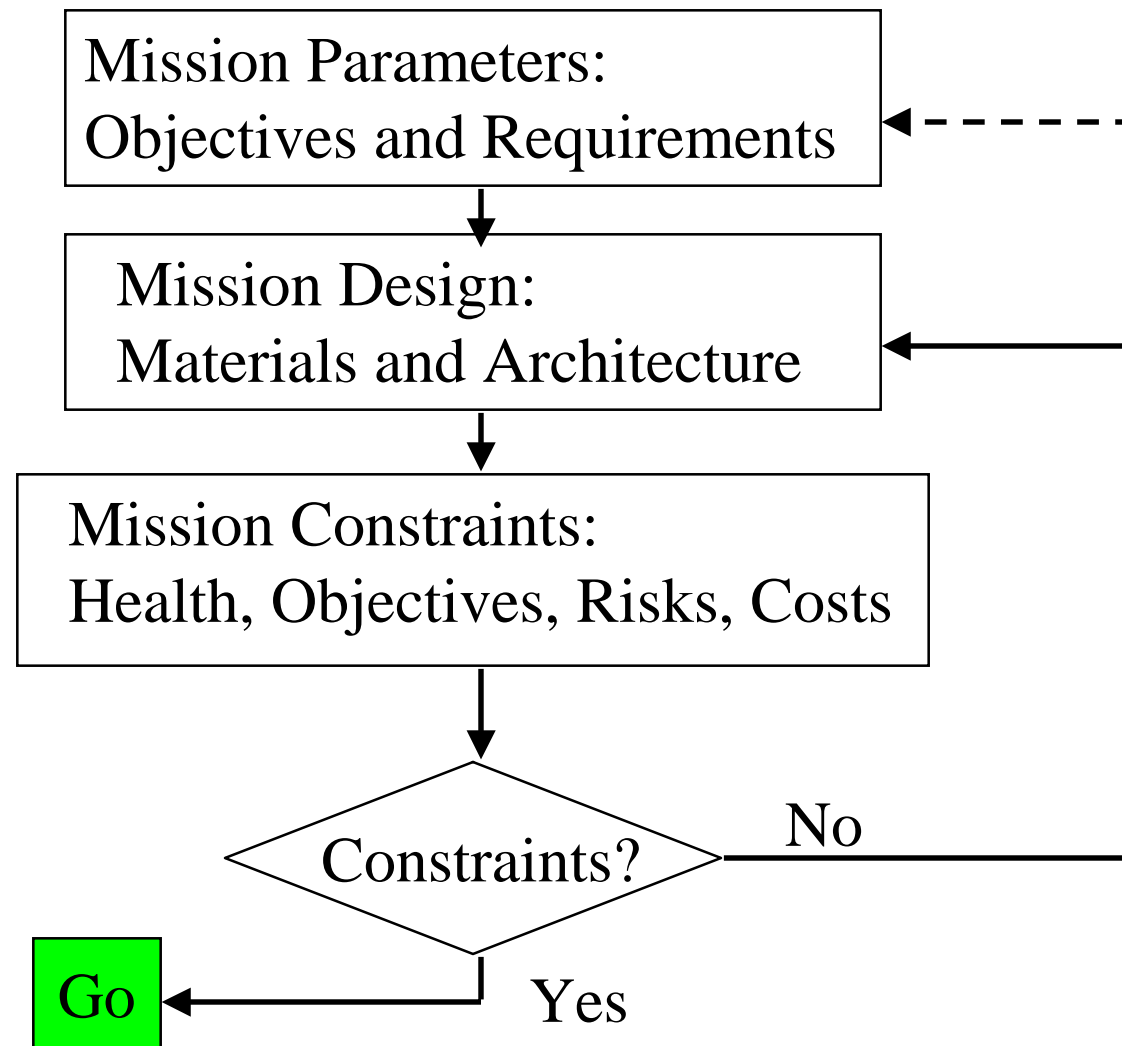 Mission Parameters:
Objectives and Requirements
Mission Design:
Materials and Architecture
Mission Constraints:
Health, Objectives, Risks, Costs
No
Constraints?
Go
Yes